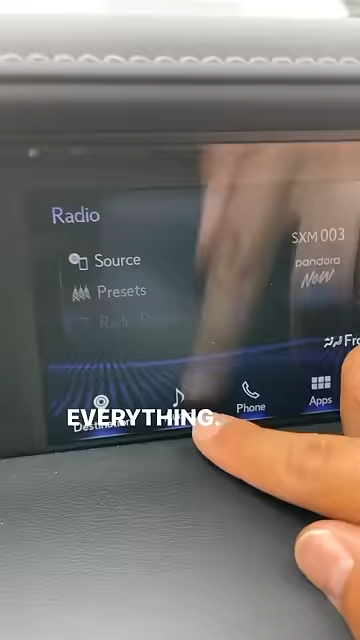 Radio
Source
Presets
SXM 003
pandora
NOW
Phone
Apps
EVERYTHING.